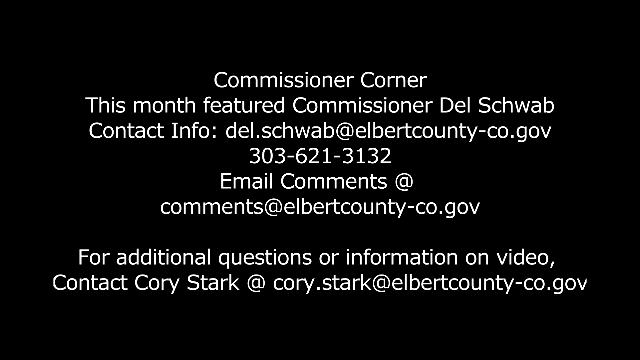 Commissioner Corner
This month featured Commissioner Del Schwab
Contact Info: del.schwab@elbertcounty-co.gov
303-621-3132
Email Comments @
comments@elbertcounty-co.gov
For additional questions or information on video,
Contact Cory Stark @ cory.stark@elbertcounty-co.gov